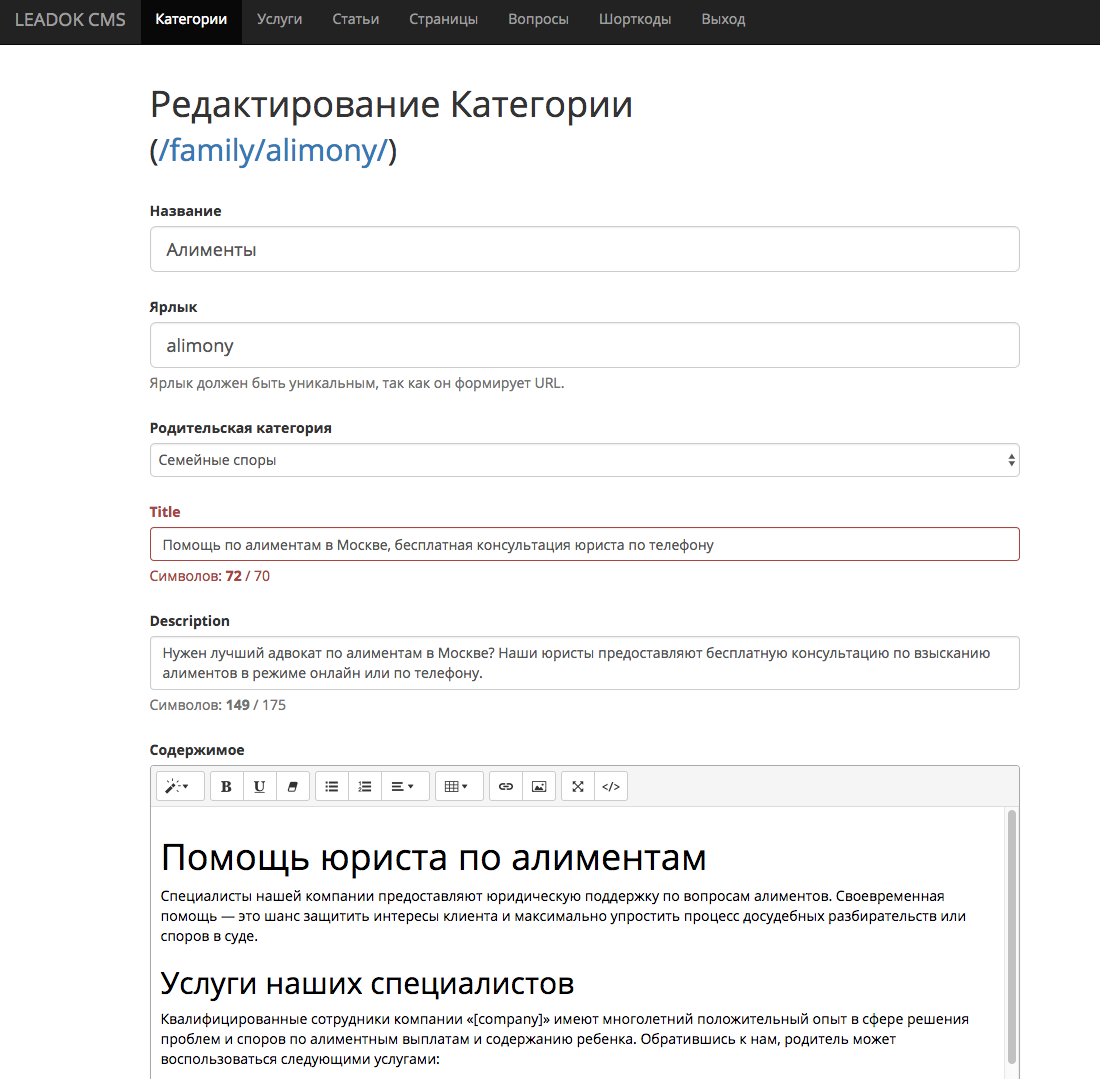 LEADOK CMS Категории Услуги Статьи Страницы Вопросы Шорткоды Выход
Редактирование Категории
(/family/alimony/)
Название
Алименты
Ярлык
alimony
Ярлык должен быть уникальным, так как он формирует URL.
Родительская категория
Семейные споры
Title
Помощь по алиментам в Москве, бесплатная консультация юриста по телефону
Символов: 72 / 70
Description
Нужен лучший адвокат по алиментам в Москве? Наши юристы предоставляют бесплатную консультацию по взысканию
алиментов в режиме онлайн или по телефону.
Символов: 149 / 175
Содержимое
B U </>
Помощь юриста по алиментам
Специалисты нашей компании предоставляют юридическую поддержку по вопросам алиментов. Своевременная
помощь — это шанс защитить интересы клиента и максимально упростить процесс досудебных разбирательств или
споров в суде.
Услуги наших специалистов
Квалифицированные сотрудники компании «[company]» имеют многолетний положительный опыт в сфере решения
проблем и споров по алиментным выплатам и содержанию ребенка. Обратившись к нам, родитель может
воспользоваться следующими услугами: